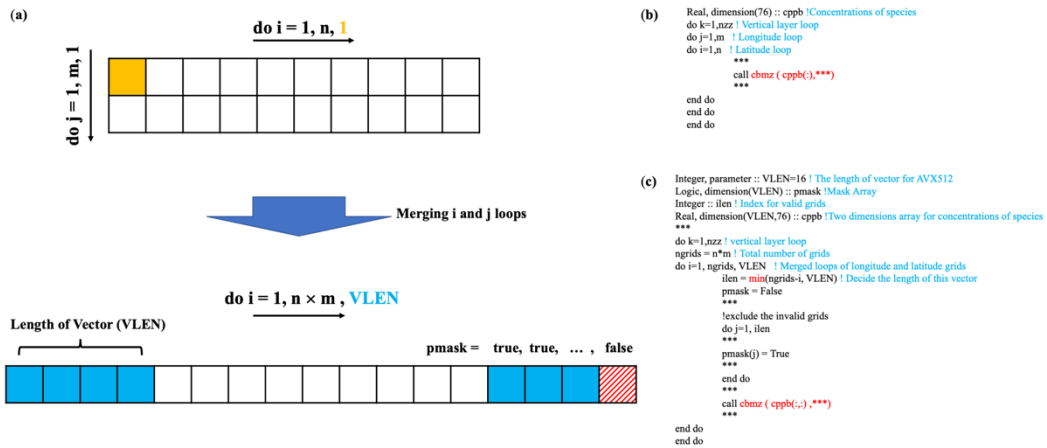 (a)
do i = 1, n, 1
do j = 1, m, 1
Merging i and j loops
do i = 1, n × m , VLEN
Length of Vector (VLEN)
pmask = true, true, … , false
(b)
Real, dimension(76) :: cppb !Concentrations of species
do k=1,nzz ! Vertical layer loop
do j=1,m ! Longitude loop
do i=1,n ! Latitude loop
***
call cbmz ( cppb(:),***)
***
end do
end do
end do
(c)
Integer, parameter :: VLEN=16 ! The length of vector for AVX512
Logic, dimension(VLEN) :: pmask !Mask Array
Integer :: ilen ! Index for valid grids
Real, dimension(VLEN,76) :: cppb !Two dimensions array for concentrations of species
***
do k=1,nzz ! vertical layer loop
ngrids = n*m ! Total number of grids
do i=1, ngrids, VLEN ! Merged loops of longitude and latitude grids
ilen = min(ngrids-i, VLEN) ! Decide the length of this vector
pmask = False
***
!exclude the invalid grids
do j=1, ilen
***
pmask(j) = True
***
end do
***
call cbmz ( cppb(:,:) ,***)
***
end do
end do